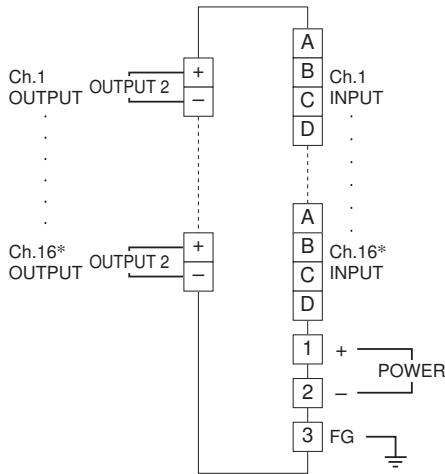 Ch.1
OUTPUT
OUTPUT 2
+
–
A
B
C
D
Ch.1
INPUT
Ch.16*
OUTPUT
OUTPUT 2
+
–
A
B
C
D
Ch.16*
INPUT
1 +
POWER
2 –
3 FG